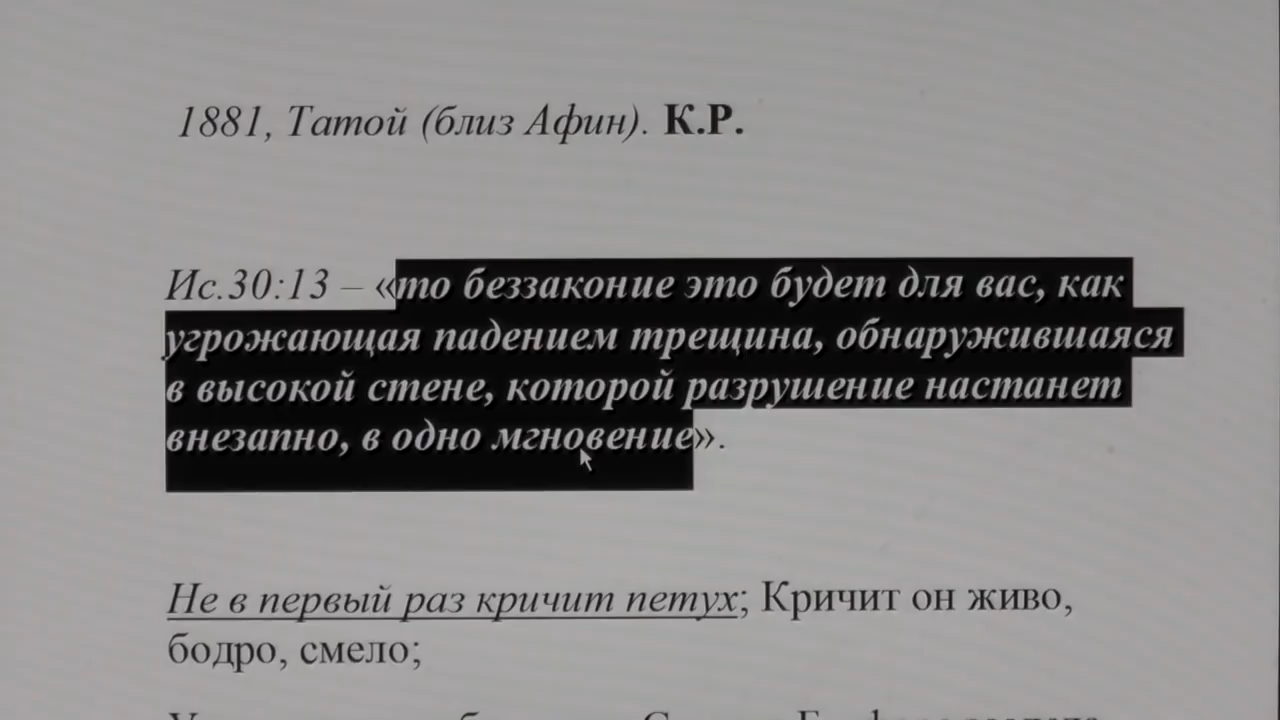 1881, Татой (близ Афин). К.Р.
Ис.30:13 – «то беззаконие это будет для вас, как
угрожающая падением трещина, обнаружившаяся
в высокой стене, которой разрушение настанет
внезапно, в одно мгновение».
Не в первый раз кричит петух; Кричит он живо,
бодро, смело;